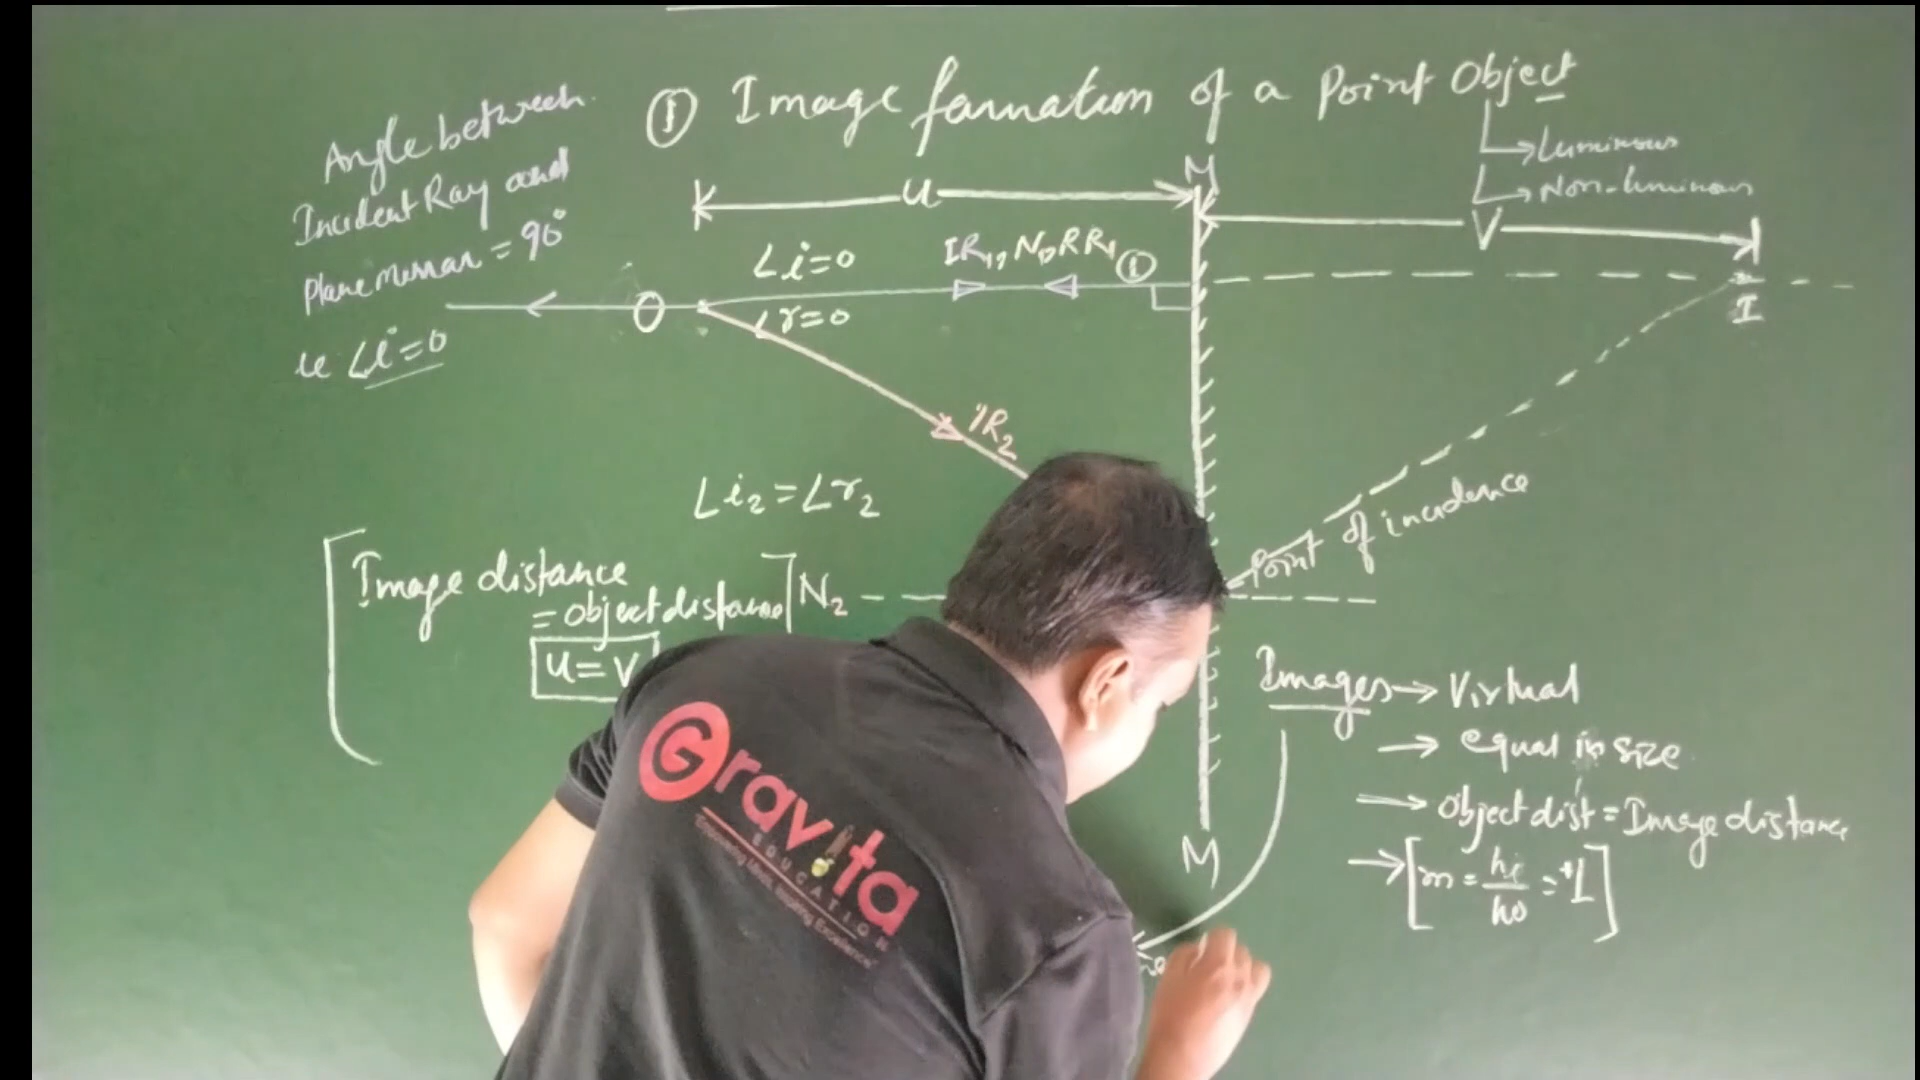 ① Image formation of a Point Object
Luminous
Non-luminous
Angle between
Incident Ray and
Plane mirror = 90°
ie ∠i=0
M
u
V
∠i=0
IR₁, N₁, RR₁ ①
O
∠r=0
I
IR₂
∠i₂=∠r₂
Point of incidence
Image distance
= object distance
N₂
u=v
Images → Virtual
→ equal in size
→ Object dist = Image distance
M
→ [m = hi/ho = +1]
Gravita
EDUCATION